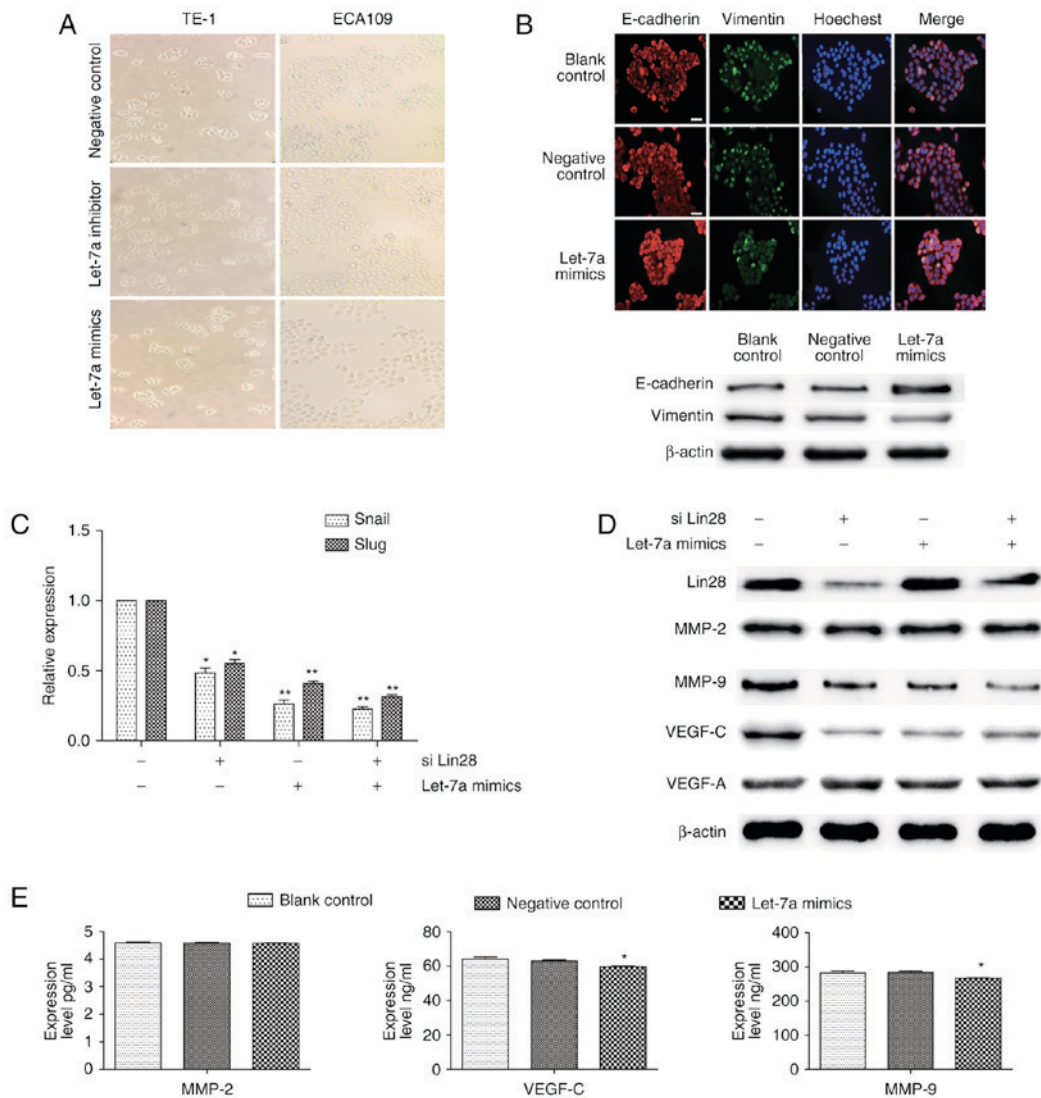 A
TE-1 ECA109
Negative control
Let-7a inhibitor
Let-7a mimics
B
E-cadherin Vimentin Hoechest Merge
Blank
control
Negative
control
Let-7a
mimics
Blank
control
Negative
control
Let-7a
mimics
E-cadherin
Vimentin
β-actin
C
Snail
Slug
Relative expression
1.5
1.0
0.5
0.0
* * ** ** ** **
– + – + si Lin28
– – + + Let-7a mimics
D
si Lin28 – + – +
Let-7a mimics – – + +
Lin28
MMP-2
MMP-9
VEGF-C
VEGF-A
β-actin
E
Blank control Negative control Let-7a mimics
Expression
level pg/ml
5
4
3
2
1
0
MMP-2
Expression
level ng/ml
80
60
40
20
0
*
VEGF-C
Expression
level ng/ml
400
300
200
100
0
*
MMP-9